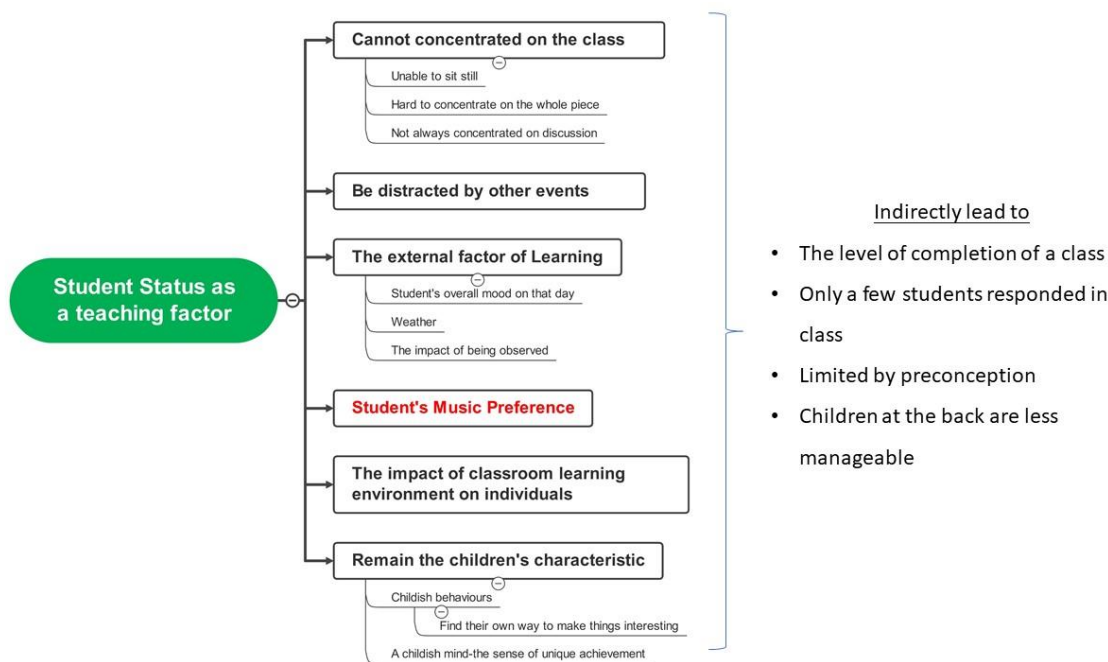 Student Status as
a teaching factor
Cannot concentrated on the class
Unable to sit still
Hard to concentrate on the whole piece
Not always concentrated on discussion
Be distracted by other events
The external factor of Learning
Student's overall mood on that day
Weather
The impact of being observed
Student's Music Preference
The impact of classroom learning
environment on individuals
Remain the children's characteristic
Childish behaviours
Find their own way to make things interesting
A childish mind-the sense of unique achievement
Indirectly lead to
• The level of completion of a class
• Only a few students responded in
class
• Limited by preconception
• Children at the back are less
manageable